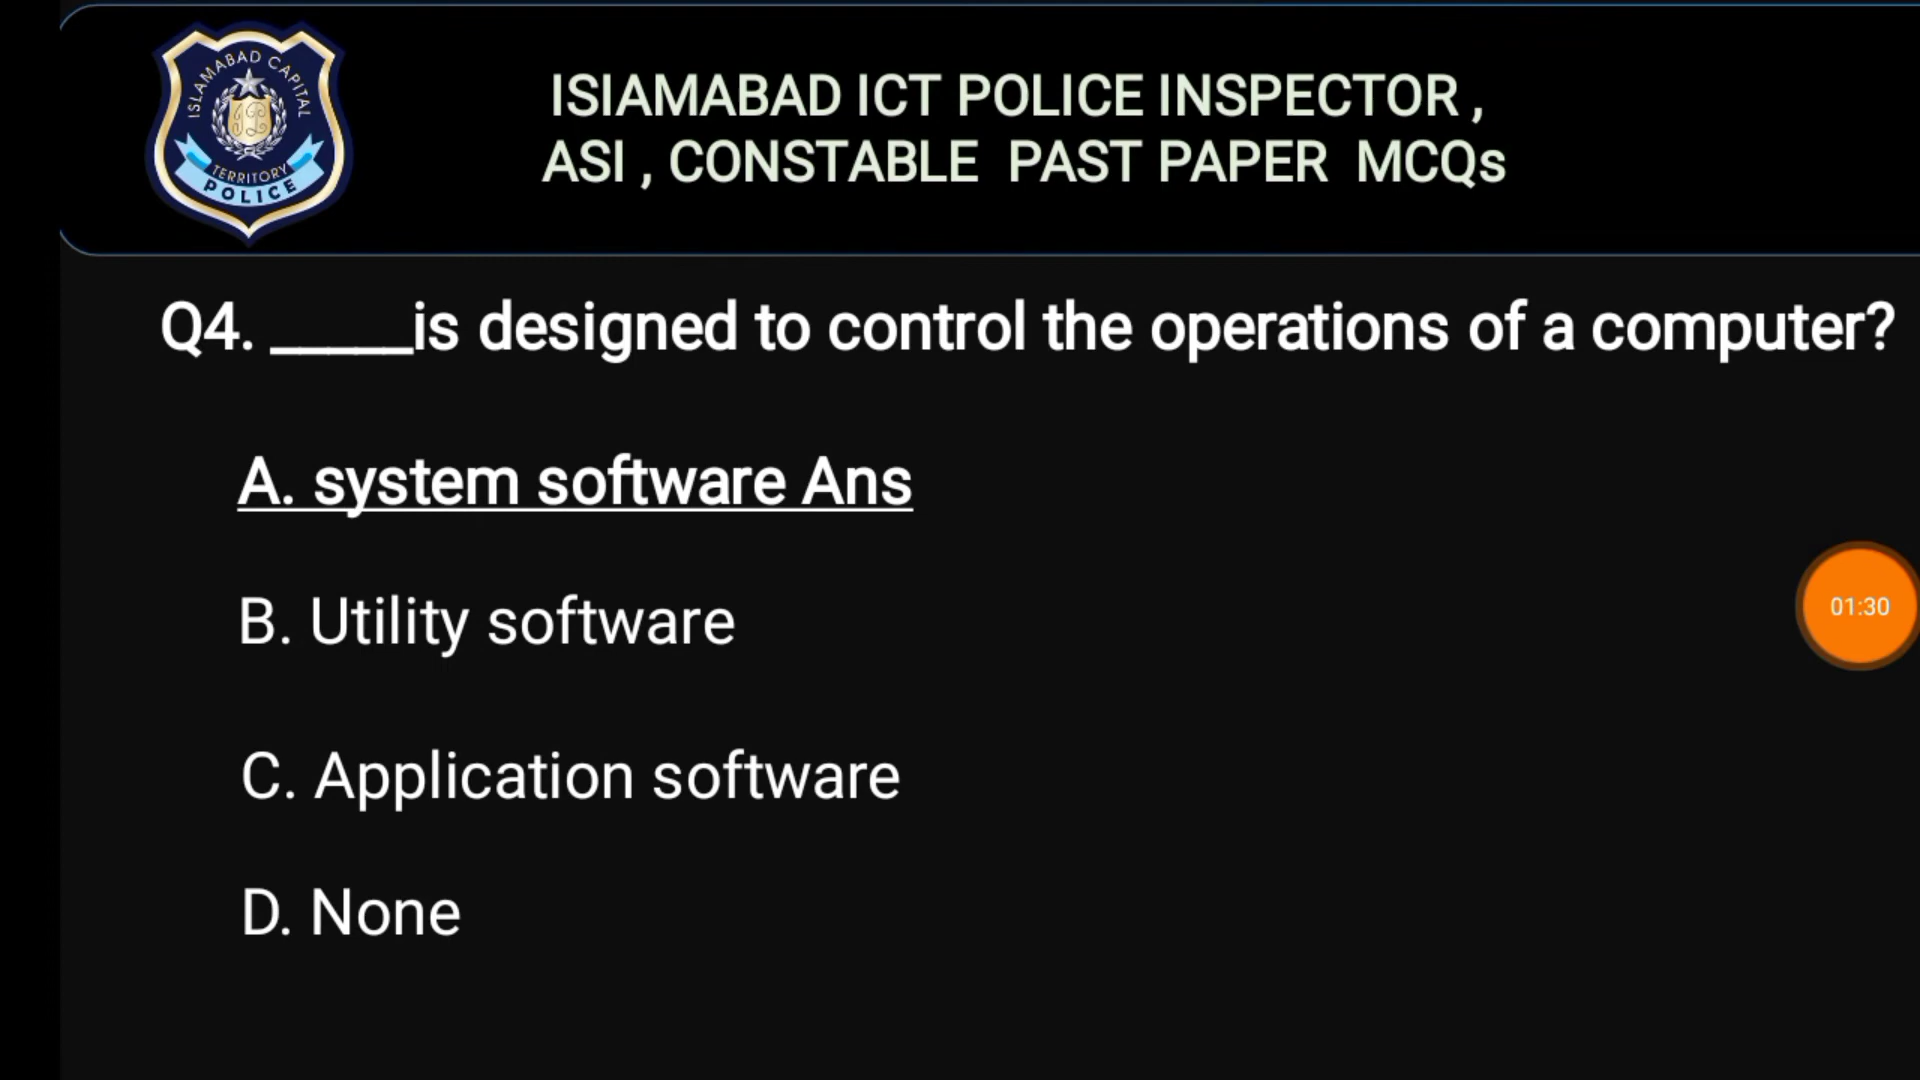 ISLAMABAD CAPITAL
TERRITORY
POLICE
ISIAMABAD ICT POLICE INSPECTOR ,
ASI , CONSTABLE PAST PAPER MCQs
Q4. _____is designed to control the operations of a computer?
A. system software Ans
B. Utility software
01:30
C. Application software
D. None